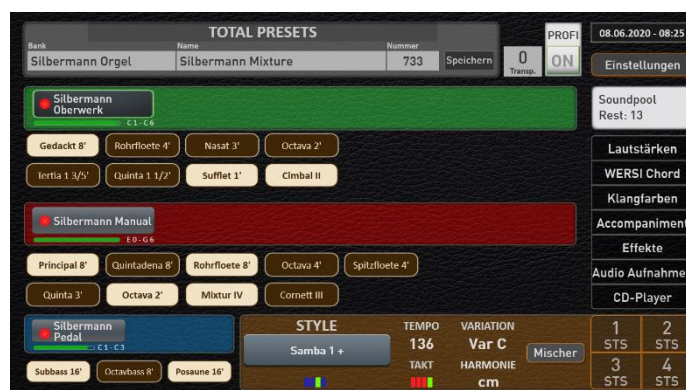 TOTAL PRESETS
PROFI
08.06.2020 - 08:25
Bank
Name
Nummer
Silbermann Orgel
Silbermann Mixture
733
Speichern
0
Transp.
ON
Einstellungen
Silbermann
Oberwerk
C1-C6
Soundpool
Rest: 13
Gedackt 8'
Rohrfloete 4'
Nasat 3'
Octava 2'
Lautstärken
Tertia 1 3/5'
Quinta 1 1/2'
Sufflet 1'
Cimbal II
WERSI Chord
Klangfarben
Silbermann Manual
E0-G6
Accompaniment
Effekte
Principal 8'
Quintadena 8'
Rohrfloete 8'
Octava 4'
Spitzfloete 4'
Audio Aufnahme
Quinta 3'
Octava 2'
Mixtur IV
Cornett III
CD-Player
Silbermann
Pedal
C1-C3
Subbass 16'
Octavbass 8'
Posaune 16'
STYLE
Samba 1 +
TEMPO
136
TAKT
VARIATION
Var C
HARMONIE
cm
Mischer
1
STS
2
STS
3
STS
4
STS